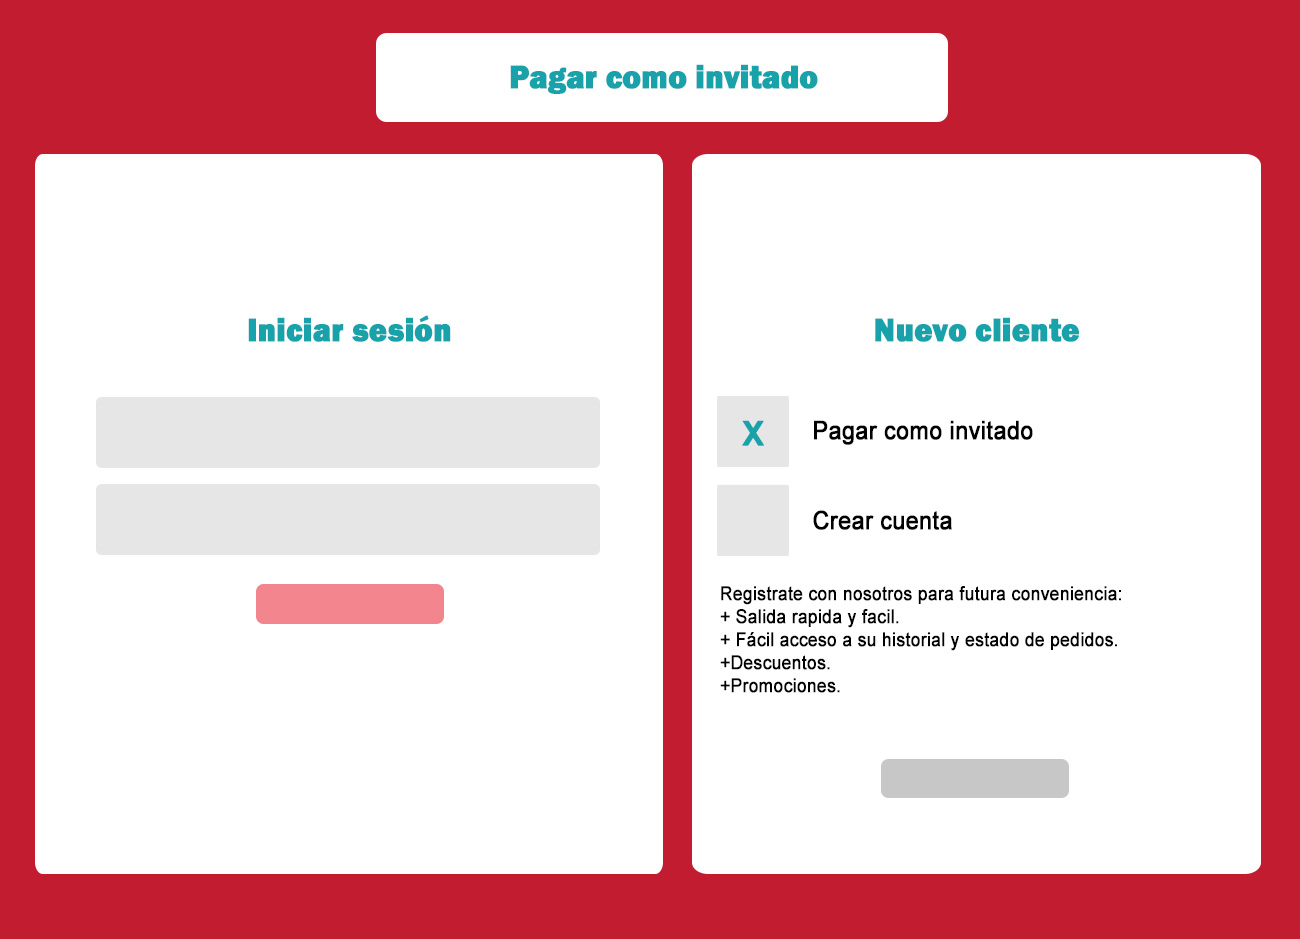 Pagar como invitado
Iniciar sesión
Nuevo cliente
X
Pagar como invitado
Crear cuenta
Registrate con nosotros para futura conveniencia:
+ Salida rapida y facil.
+ Fácil acceso a su historial y estado de pedidos.
+Descuentos.
+Promociones.